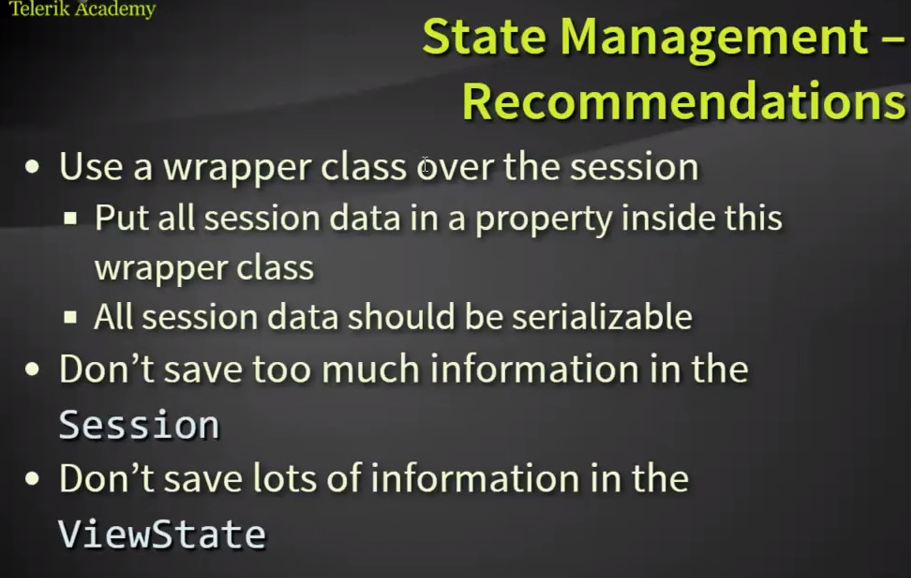 Telerik Academy
State Management –
Recommendations
• Use a wrapper class over the session
▪ Put all session data in a property inside this
wrapper class
▪ All session data should be serializable
• Don’t save too much information in the
Session
• Don’t save lots of information in the
ViewState